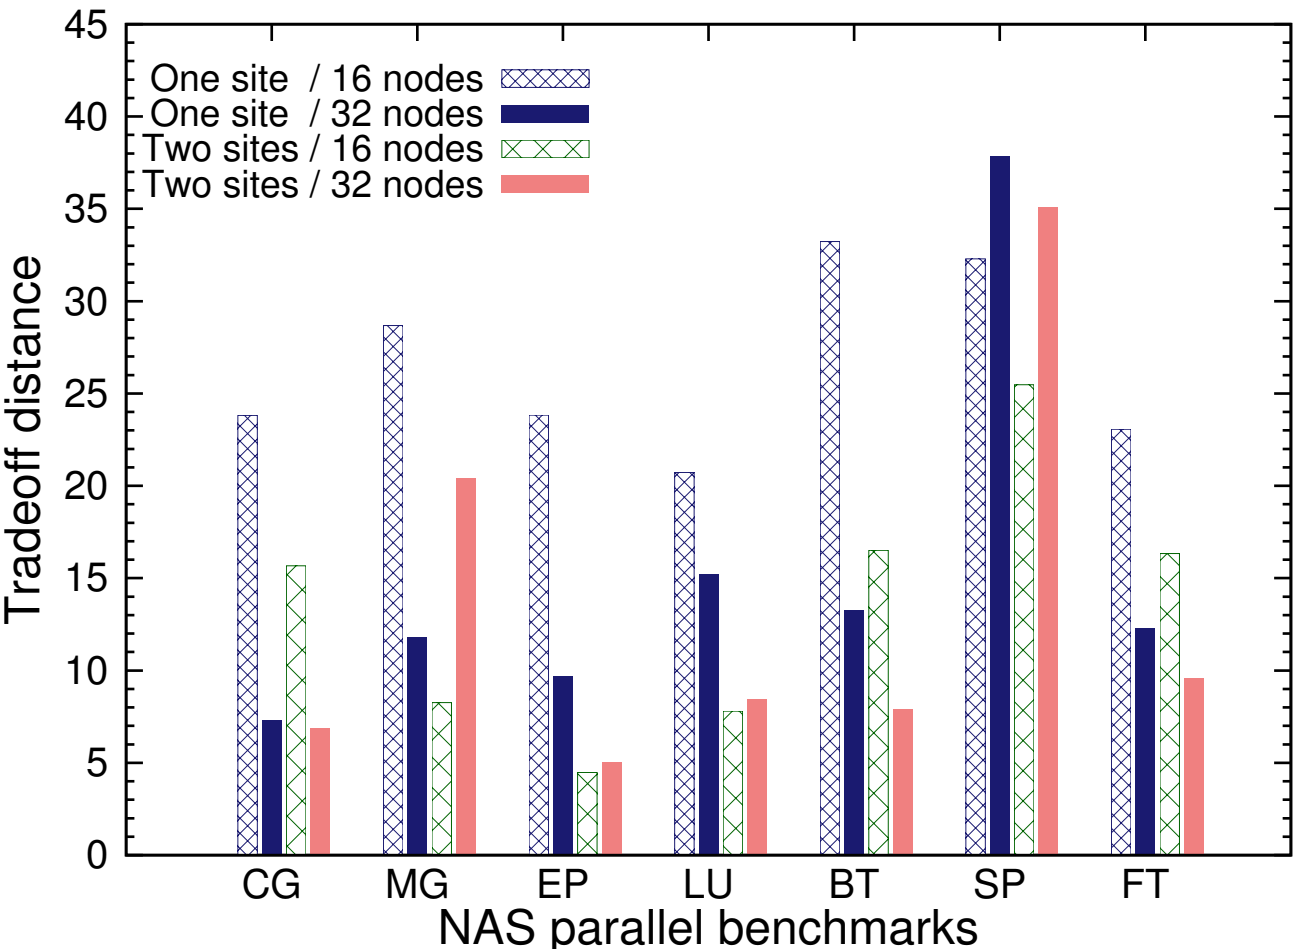 45
40
35
30
25
20
15
10
5
0
Tradeoff distance
One site / 16 nodes
One site / 32 nodes
Two sites / 16 nodes
Two sites / 32 nodes
CG MG EP LU BT SP FT
NAS parallel benchmarks